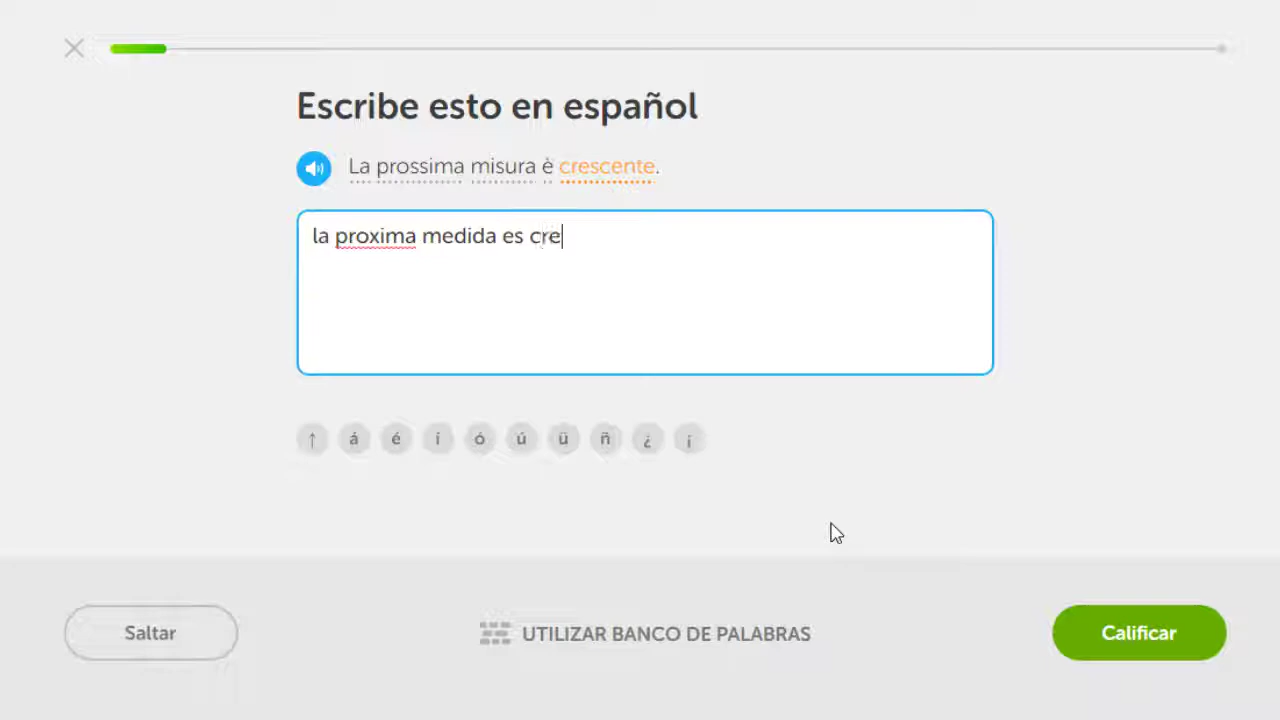 Escribe esto en español
La prossima misura è crescente.
la proxima medida es cre
↑ á é í ó ú ü ñ ¿ ¡
Saltar
UTILIZAR BANCO DE PALABRAS
Calificar